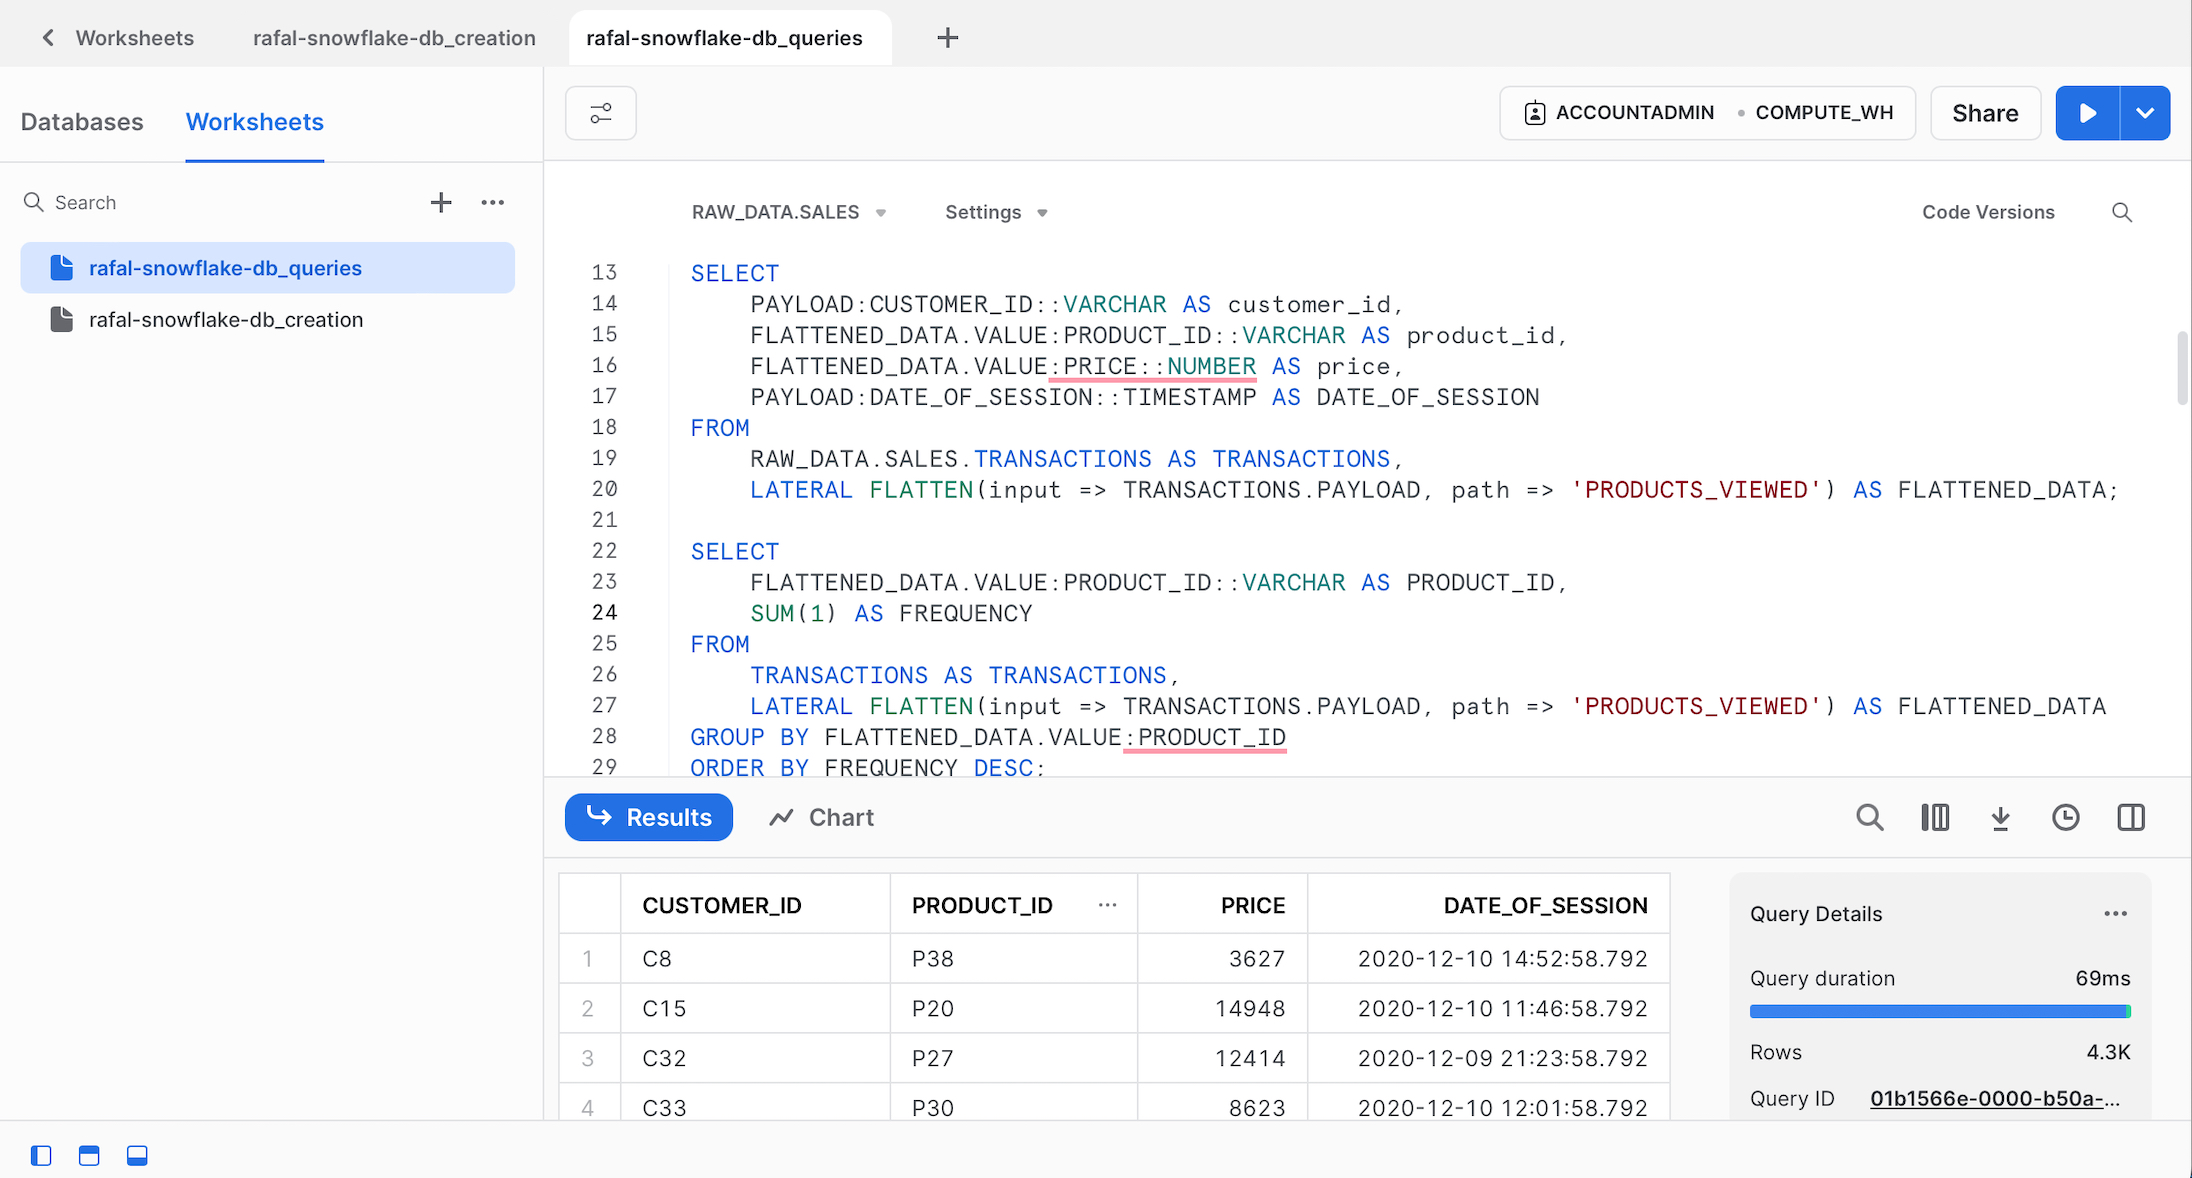 Worksheets
rafal-snowflake-db_creation
rafal-snowflake-db_queries
Databases
Worksheets
Search
rafal-snowflake-db_queries
rafal-snowflake-db_creation
ACCOUNTADMIN • COMPUTE_WH
Share
RAW_DATA.SALES
Settings
Code Versions
13 SELECT
14 PAYLOAD:CUSTOMER_ID::VARCHAR AS customer_id,
15 FLATTENED_DATA.VALUE:PRODUCT_ID::VARCHAR AS product_id,
16 FLATTENED_DATA.VALUE:PRICE::NUMBER AS price,
17 PAYLOAD:DATE_OF_SESSION::TIMESTAMP AS DATE_OF_SESSION
18 FROM
19 RAW_DATA.SALES.TRANSACTIONS AS TRANSACTIONS,
20 LATERAL FLATTEN(input => TRANSACTIONS.PAYLOAD, path => 'PRODUCTS_VIEWED') AS FLATTENED_DATA;
21
22 SELECT
23 FLATTENED_DATA.VALUE:PRODUCT_ID::VARCHAR AS PRODUCT_ID,
24 SUM(1) AS FREQUENCY
25 FROM
26 TRANSACTIONS AS TRANSACTIONS,
27 LATERAL FLATTEN(input => TRANSACTIONS.PAYLOAD, path => 'PRODUCTS_VIEWED') AS FLATTENED_DATA
28 GROUP BY FLATTENED_DATA.VALUE:PRODUCT_ID
29 ORDER BY FREQUENCY DESC;
Results
Chart
CUSTOMER_ID PRODUCT_ID ... PRICE DATE_OF_SESSION
1 C8 P38 3627 2020-12-10 14:52:58.792
2 C15 P20 14948 2020-12-10 11:46:58.792
3 C32 P27 12414 2020-12-09 21:23:58.792
4 C33 P30 8623 2020-12-10 12:01:58.792
Query Details
Query duration 69ms
Rows 4.3K
Query ID 01b1566e-0000-b50a-...